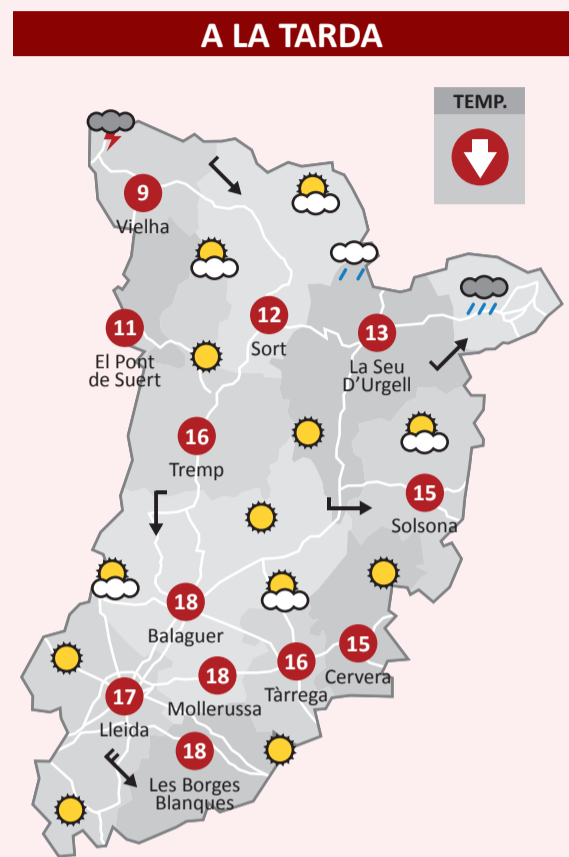 A LA TARDA
TEMP.
9
Vielha
12
Sort
11
El Pont
de Suert
13
La Seu
D'Urgell
16
Tremp
15
Solsona
18
Balaguer
15
Cervera
16
Tàrrega
18
Mollerussa
17
Lleida
18
Les Borges
Blanques